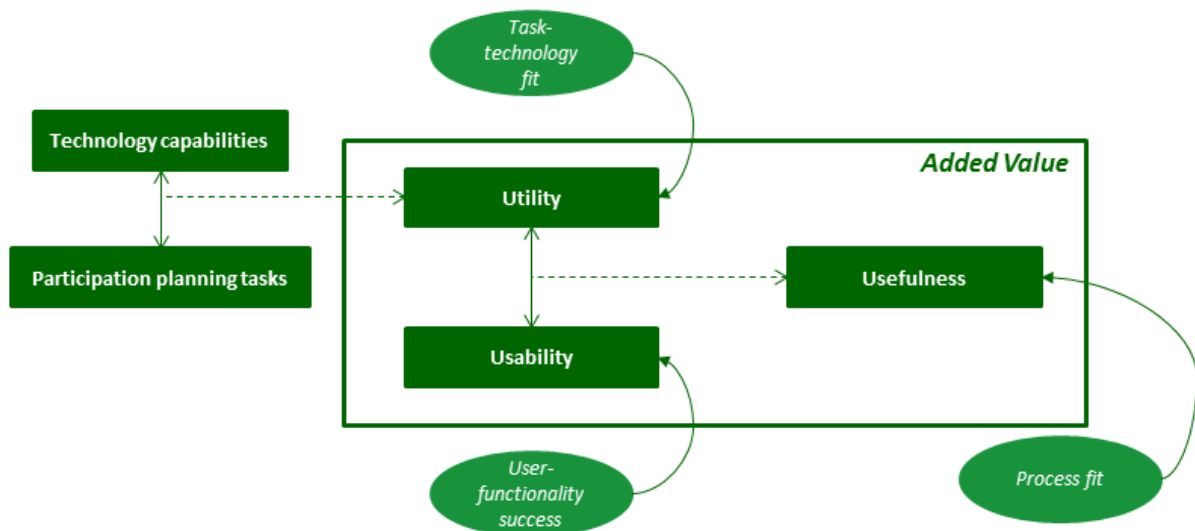 Task-
technology
fit
Technology capabilities
Added Value
Utility
Participation planning tasks
Usefulness
Usability
User-
functionality
success
Process fit